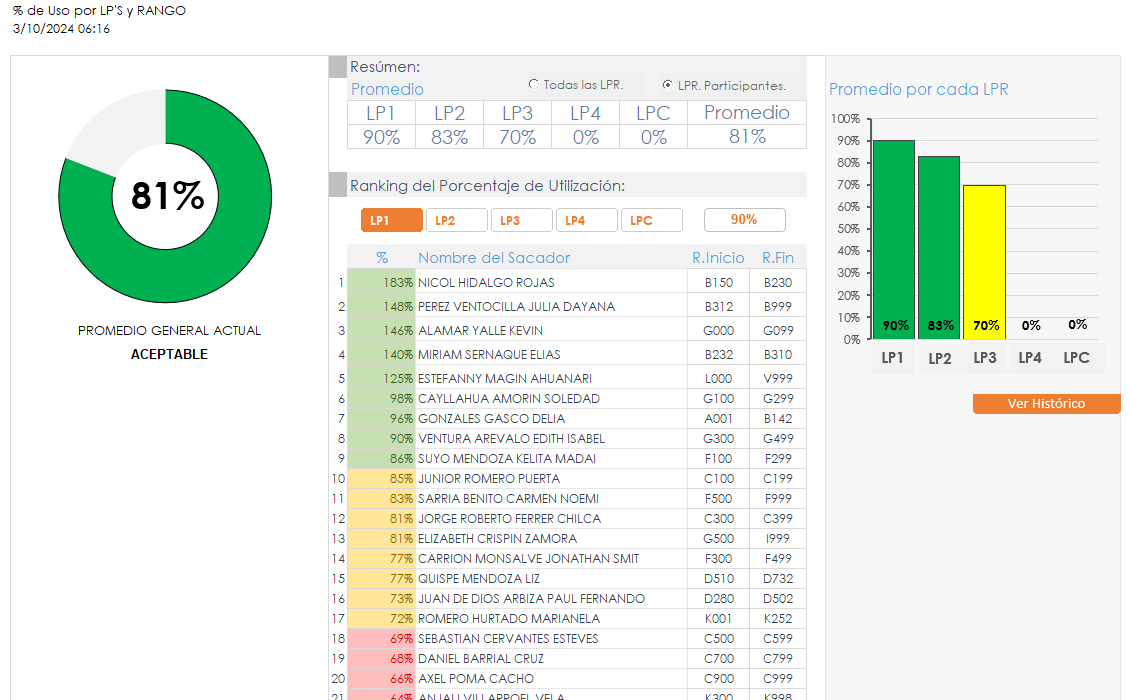 % de Uso por LP'S y RANGO
3/10/2024 06:16
81%
PROMEDIO GENERAL ACTUAL
ACEPTABLE
Resúmen:
Promedio
Todas las LPR. LPR. Participantes.
LP1 LP2 LP3 LP4 LPC Promedio
90% 83% 70% 0% 0% 81%
Ranking del Porcentaje de Utilización:
LP1 LP2 LP3 LP4 LPC 90%
% Nombre del Sacador R.Inicio R.Fin
1 183% NICOL HIDALGO ROJAS B150 B230
2 148% PEREZ VENTOCILLA JULIA DAYANA B312 B999
3 146% ALAMAR YALLE KEVIN G000 G099
4 140% MIRIAM SERNAQUE ELIAS B232 B310
5 125% ESTEFANNY MAGIN AHUANARI L000 V999
6 98% CAYLLAHUA AMORIN SOLEDAD G100 G299
7 96% GONZALES GASCO DELIA A001 B142
8 90% VENTURA AREVALO EDITH ISABEL G300 G499
9 86% SUYO MENDOZA KELITA MADAI F100 F299
10 85% JUNIOR ROMERO PUERTA C100 C199
11 83% SARRIA BENITO CARMEN NOEMI F500 F999
12 81% JORGE ROBERTO FERRER CHILCA C300 C399
13 81% ELIZABETH CRISPIN ZAMORA G500 I999
14 77% CARRION MONSALVE JONATHAN SMIT F300 F499
15 77% QUISPE MENDOZA LIZ D510 D732
16 73% JUAN DE DIOS ARBIZA PAUL FERNANDO D280 D502
17 72% ROMERO HURTADO MARIANELA K001 K252
18 69% SEBASTIAN CERVANTES ESTEVES C500 C599
19 68% DANIEL BARRIAL CRUZ C700 C799
20 66% AXEL POMA CACHO C900 C999
21 64% ANJALI VILLARROEL VELA K300 K998
Promedio por cada LPR
100%
90%
80%
70%
60%
50%
40%
30%
20%
10%
0%
90% 83% 70% 0% 0%
LP1 LP2 LP3 LP4 LPC
Ver Histórico